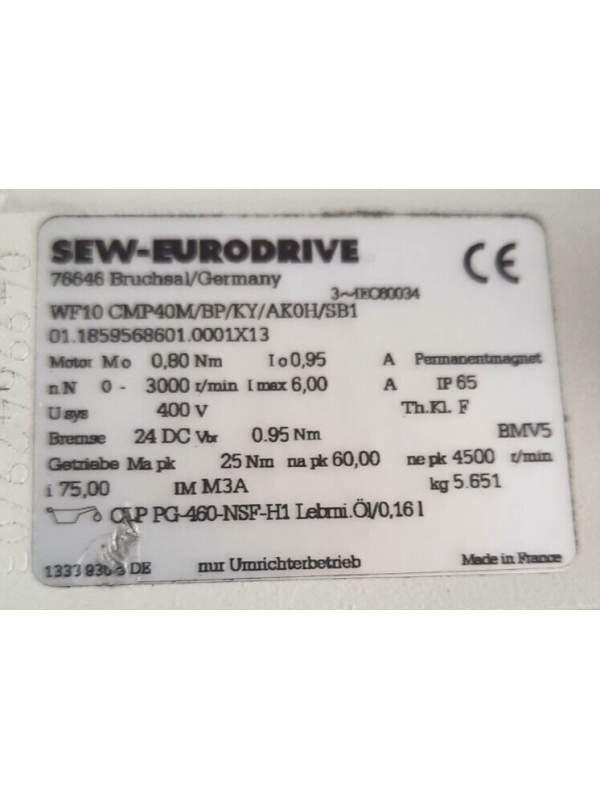 SEW-EURODRIVE
CE
76646 Bruchsal/Germany
3~IEC60034
WF10 CMP40M/BP/KY/AK0H/SB1
01.1859568601.0001X13
Motor Mo 0,80 Nm Io 0,95 A Permanentmagnet
nN 0 - 3000 r/min Imax 6,00 A IP 65
Usys 400 V Th.Kl. F
Bremse 24 DC Vbr 0.95 Nm BMV5
Getriebe Ma pk 25 Nm na pk 60,00 ne pk 4500 r/min
i 75,00 IM M3A kg 5.651
CLP PG-460-NSF-H1 Lebmi.Öl/0,16 l
1333 DE nur Umrichterbetrieb Made in France